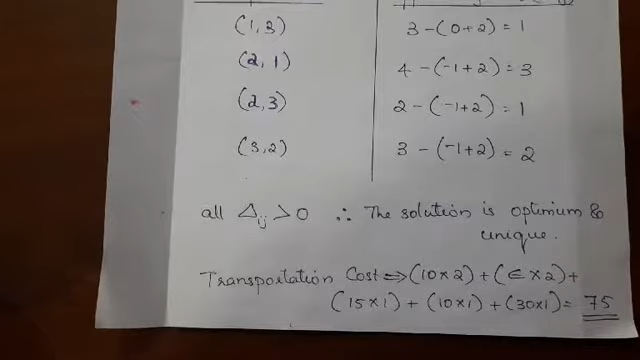 (1,3) 3-(0+2)=1
(2,1) 4-(-1+2)=3
(2,3) 2-(-1+2)=1
(3,2) 3-(-1+2)=2
all Δij>0 ∴ The solution is optimum &
unique.
Transportation Cost ⇒ (10×2)+(∈×2)+
(15×1)+(10×1)+(30×1)= 75